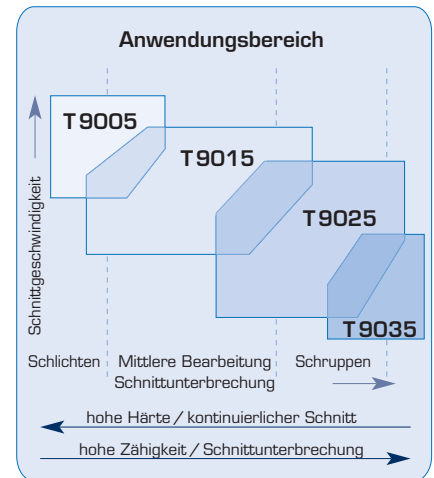 Anwendungsbereich
T9005
T9015
T9025
T9035
Schnittgeschwindigkeit
Schlichten
Mittlere Bearbeitung
Schnittunterbrechung
Schruppen
hohe Härte / kontinuierlicher Schnitt
hohe Zähigkeit / Schnittunterbrechung